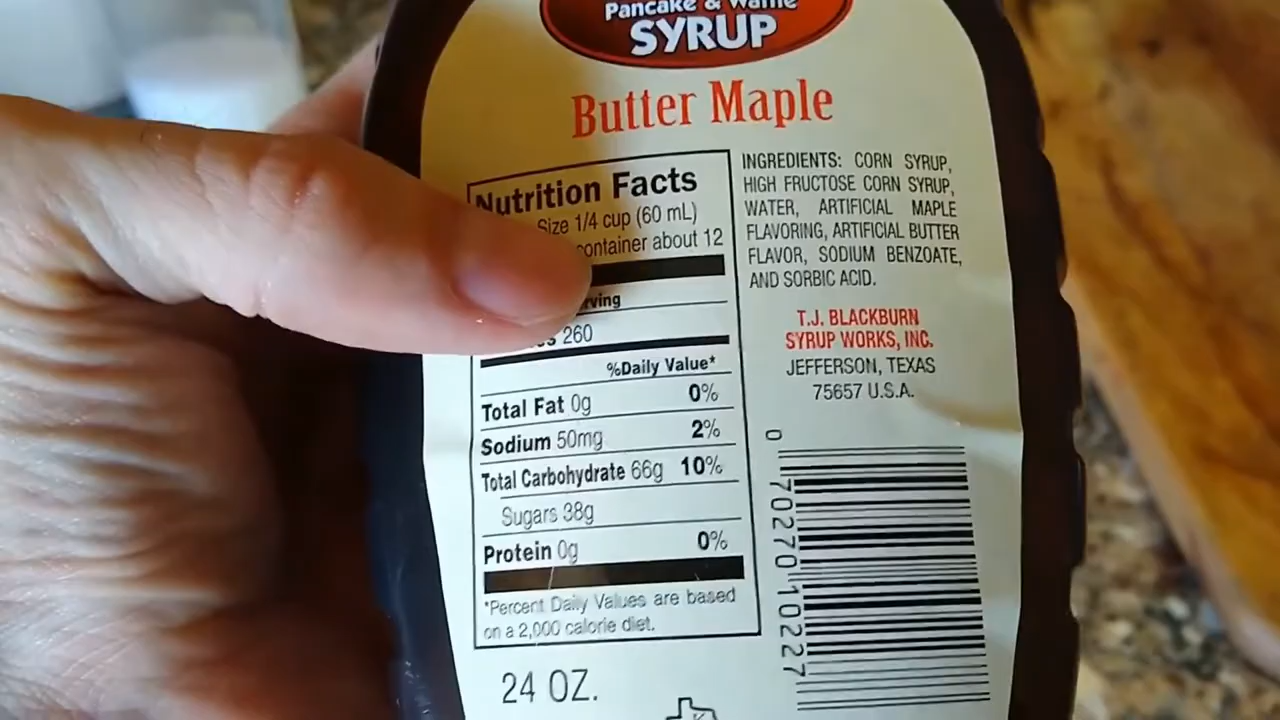 Pancake & Waffle
SYRUP
Butter Maple
Nutrition Facts
Size 1/4 cup (60 mL)
container about 12
260
%Daily Value*
Total Fat 0g 0%
Sodium 50mg 2%
Total Carbohydrate 66g 10%
Sugars 38g
Protein 0g 0%
*Percent Daily Values are based
on a 2,000 calorie diet.
24 OZ.
INGREDIENTS: CORN SYRUP,
HIGH FRUCTOSE CORN SYRUP,
WATER, ARTIFICIAL MAPLE
FLAVORING, ARTIFICIAL BUTTER
FLAVOR, SODIUM BENZOATE,
AND SORBIC ACID.
T.J. BLACKBURN
SYRUP WORKS, INC.
JEFFERSON, TEXAS
75657 U.S.A.
0 70270 10227